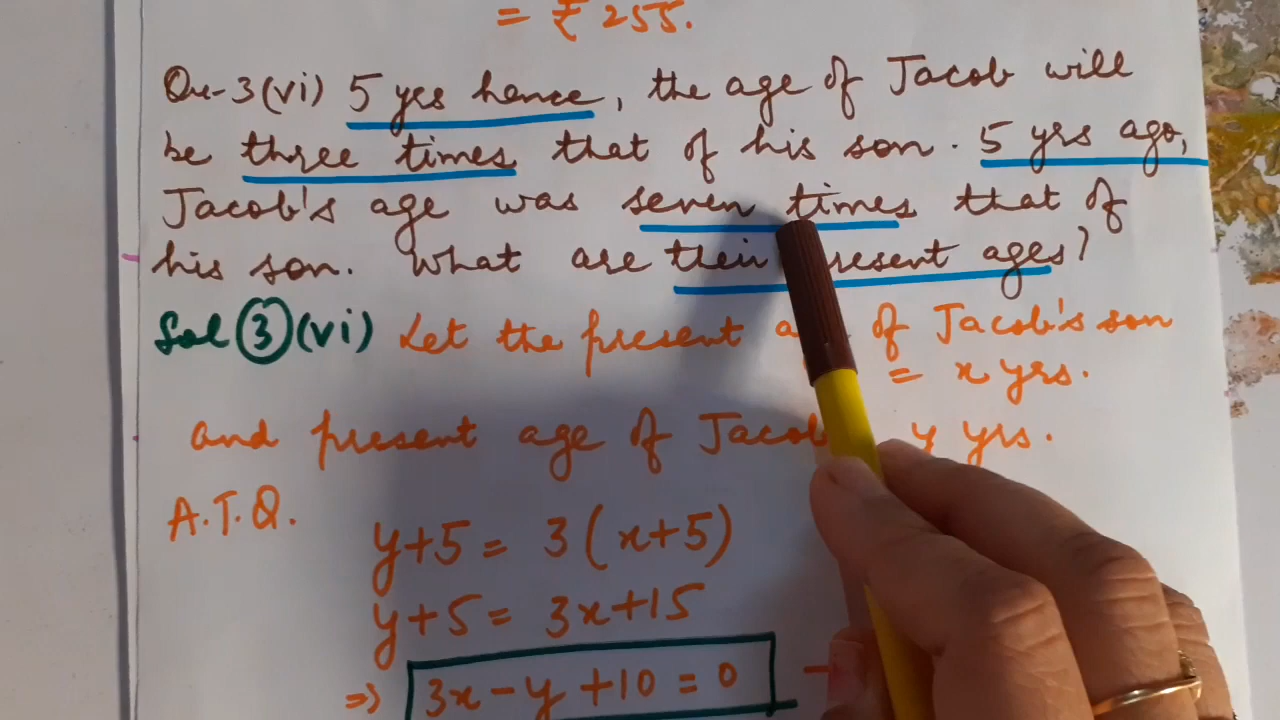 = ₹ 255.
Qu-3(vi) 5 yrs hence, the age of Jacob will
be three times that of his son. 5 yrs ago,
Jacob's age was seven times that of
his son. What are their present ages?
Sol ③(vi) Let the present of Jacob's son
= x yrs.
and present age of Jacob y yrs.
A.T.Q.
y+5 = 3(x+5)
y+5 = 3x+15
⇒ 3x-y+10 = 0 -